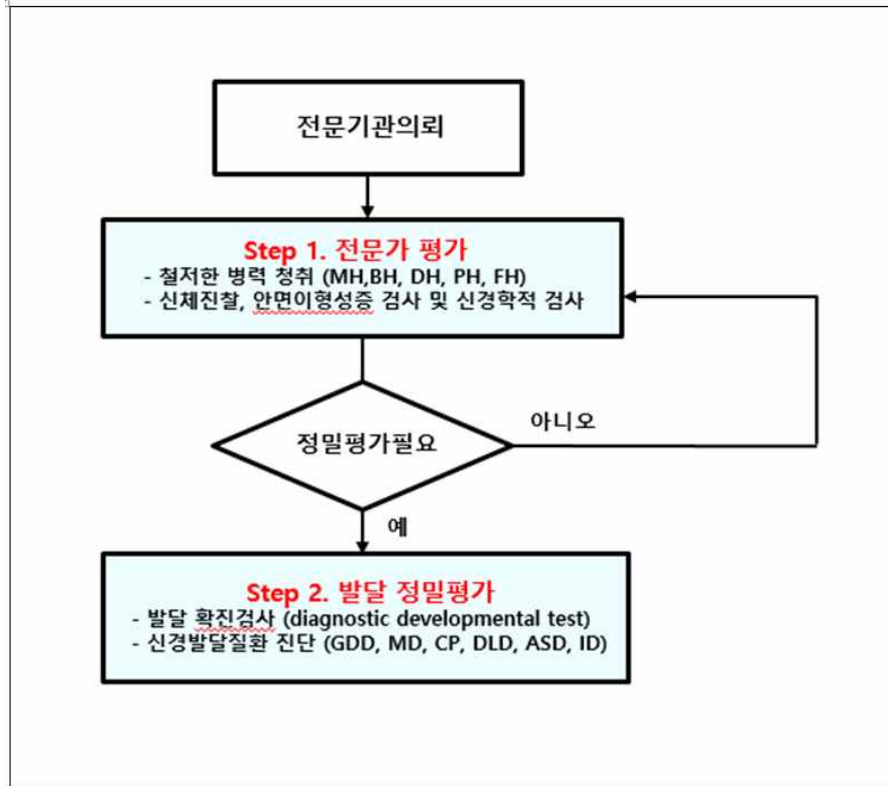 전문기관의뢰
Step 1. 전문가 평가
- 철저한 병력 청취 (MH,BH, DH, PH, FH)
- 신체진찰, 안면이형성증 검사 및 신경학적 검사
정밀평가필요
아니오
예
Step 2. 발달 정밀평가
- 발달 확진검사 (diagnostic developmental test)
- 신경발달질환 진단 (GDD, MD, CP, DLD, ASD, ID)